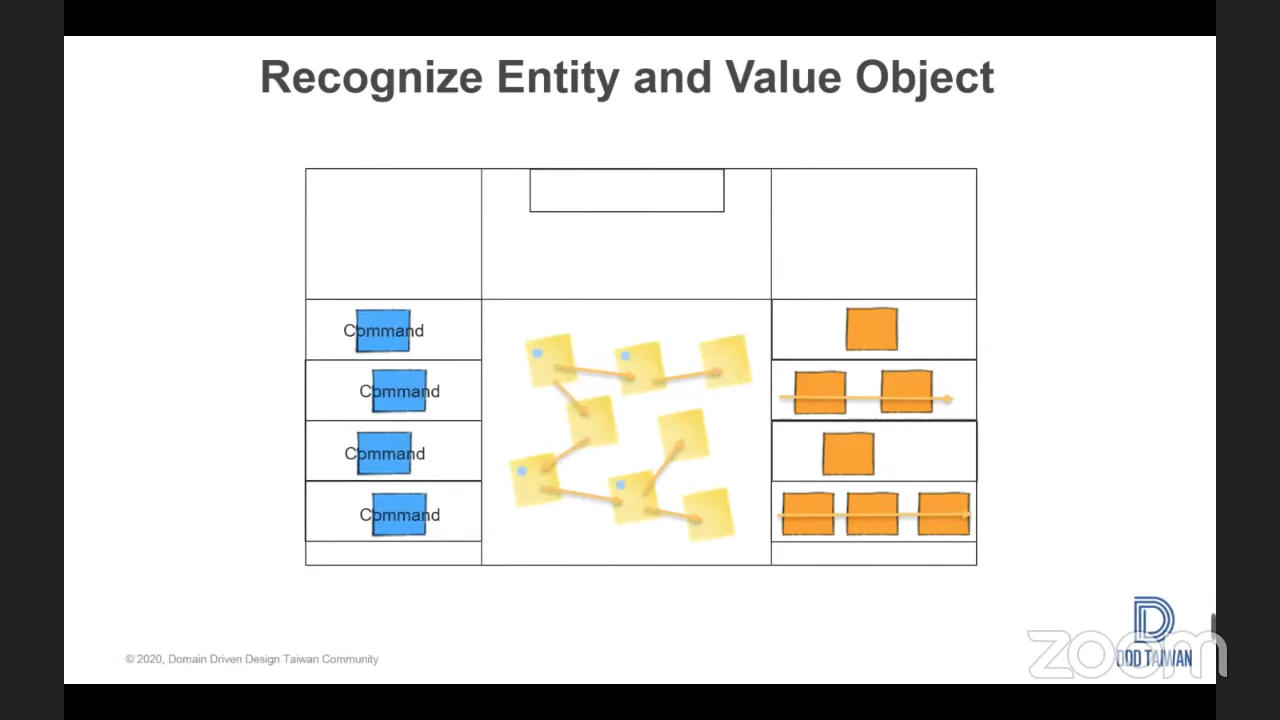 Recognize Entity and Value Object
Command
Command
Command
Command
© 2020, Domain Driven Design Taiwan Community
DDD TAIWAN
zoom